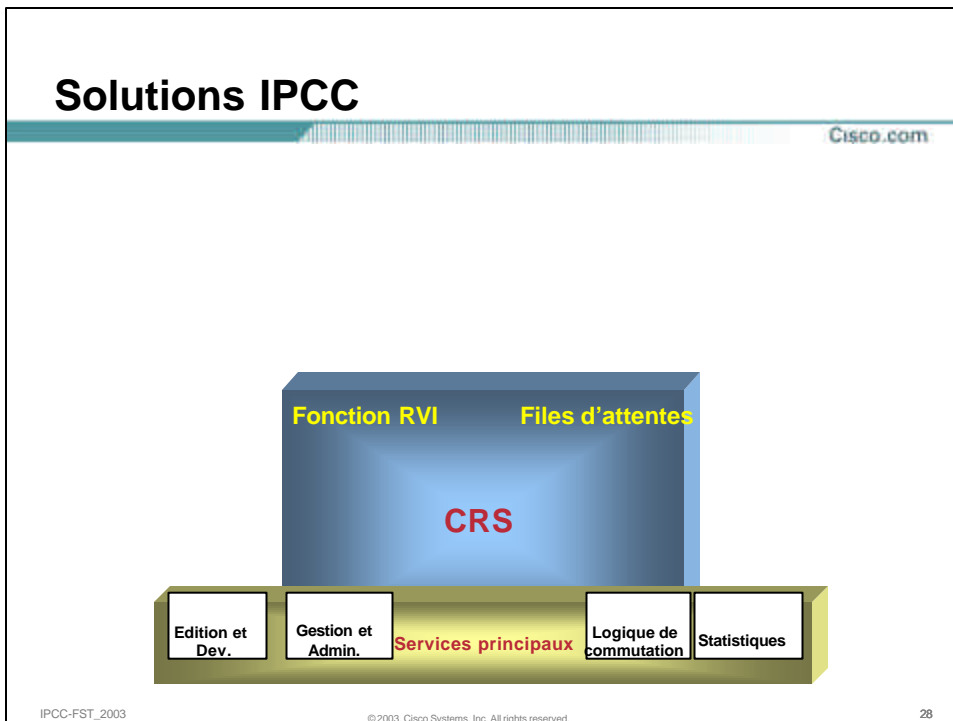 Solutions IPCC
Cisco.com
Fonction RVI
Files d'attentes
CRS
Edition et
Dev.
Gestion et
Admin.
Services principaux
Logique de
commutation
Statistiques
IPCC-FST_2003
©2003, Cisco Systems, Inc. All rights reserved.
28